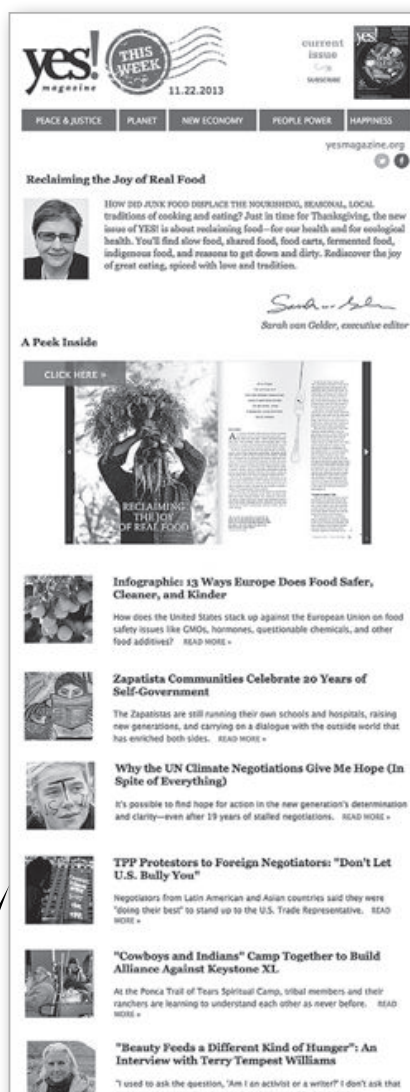 yes!
magazine
THIS
WEEK
11.22.2013
current
issue
SUBSCRIBE
yes!
PEACE & JUSTICE
PLANET
NEW ECONOMY
PEOPLE POWER
HAPPINESS
yesmagazine.org
Reclaiming the Joy of Real Food
HOW DID JUNK FOOD DISPLACE THE NOURISHING, SEASONAL, LOCAL
traditions of cooking and eating? Just in time for Thanksgiving, the new
issue of YES! is about reclaiming food—for our health and for ecological
health. You'll find slow food, shared food, food carts, fermented food,
indigenous food, and reasons to get down and dirty. Rediscover the joy
of great eating, spiced with love and tradition.
Sarah van Gelder, executive editor
A Peek Inside
CLICK HERE »
RECLAIMING
THE JOY
OF REAL FOOD
Infographic: 13 Ways Europe Does Food Safer,
Cleaner, and Kinder
How does the United States stack up against the European Union on food
safety issues like GMOs, hormones, questionable chemicals, and other
food additives? READ MORE »
Zapatista Communities Celebrate 20 Years of
Self-Government
The Zapatistas are still running their own schools and hospitals, raising
new generations, and carrying on a dialogue with the outside world that
has enriched both sides. READ MORE »
Why the UN Climate Negotiations Give Me Hope (In
Spite of Everything)
It's possible to find hope for action in the new generation's determination
and clarity—even after 19 years of stalled negotiations. READ MORE »
TPP Protestors to Foreign Negotiators: "Don't Let
U.S. Bully You"
Negotiators from Latin American and Asian countries said they were
"doing their best" to stand up to the U.S. Trade Representative. READ
MORE »
"Cowboys and Indians" Camp Together to Build
Alliance Against Keystone XL
At the Ponca Trail of Tears Spiritual Camp, tribal members and their
ranchers are learning to understand each other as never before. READ
MORE »
"Beauty Feeds a Different Kind of Hunger": An
Interview with Terry Tempest Williams
"I used to ask the question, 'Am I an activist or a writer?' I don't ask that